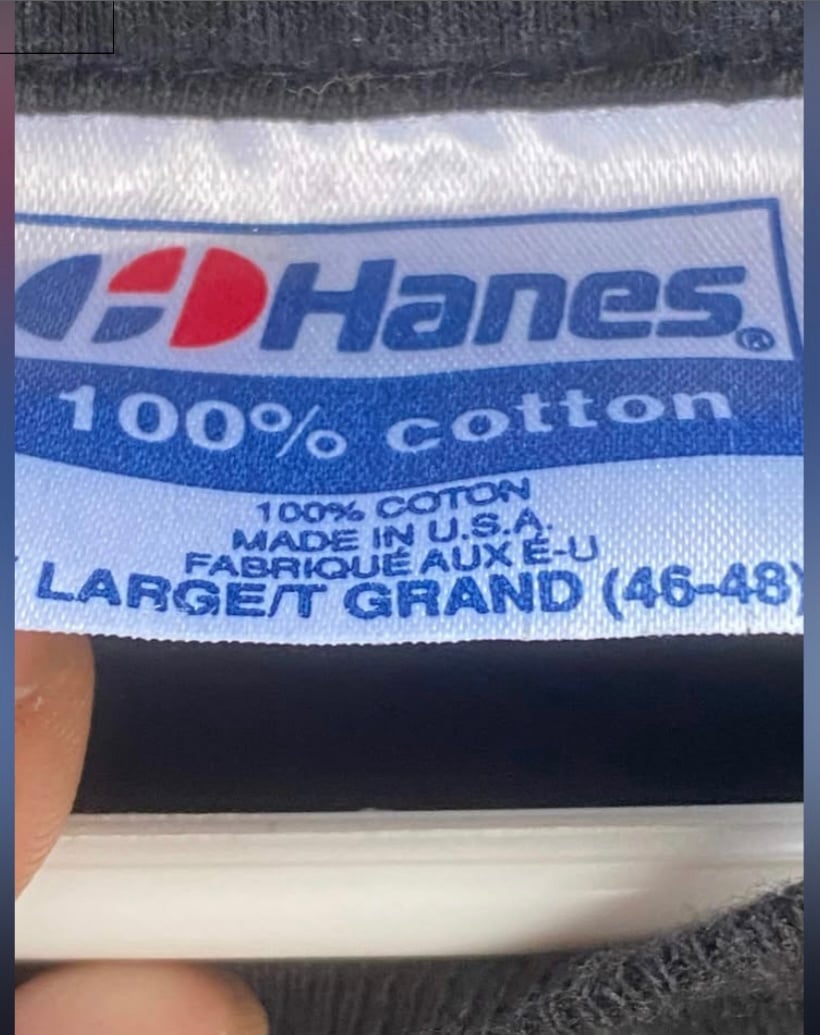 Hanes®
100% cotton
100% COTON
MADE IN U.S.A.
FABRIQUÉ AUX É-U
LARGE/T GRAND (46-48)